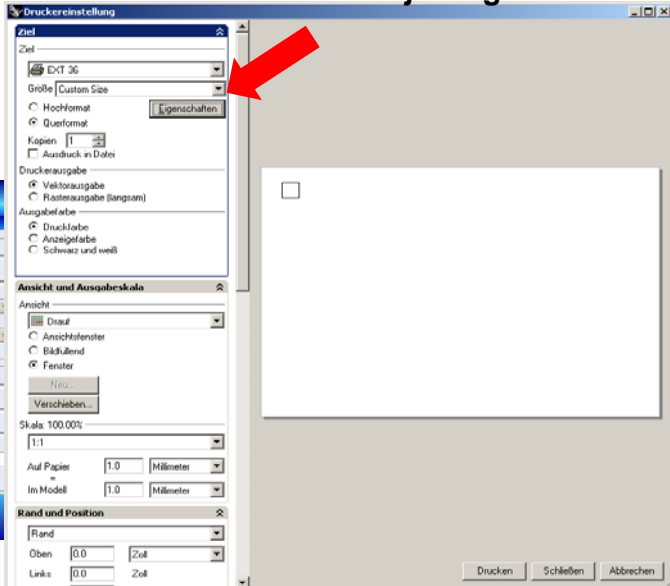 Druckereinstellung
Ziel
Ziel
EXT 36
Größe Custom Size
Hochformat
Eigenschaften
Querformat
Kopien 1
Ausdruck in Datei
Druckerausgabe
Vektorausgabe
Rasterausgabe (langsam)
Ausgabefarbe
Druckfarbe
Anzeigefarbe
Schwarz und weiß
Ansicht und Ausgabeskala
Ansicht
Drauf
Ansichtsfenster
Bildfüllend
Fenster
Neu...
Verschieben...
Skala: 100.00%
1:1
Auf Papier 1.0 Millimeter
=
Im Modell 1.0 Millimeter
Rand und Position
Rand
Oben 0.0 Zoll
Links 0.0 Zoll
Drucken Schließen Abbrechen